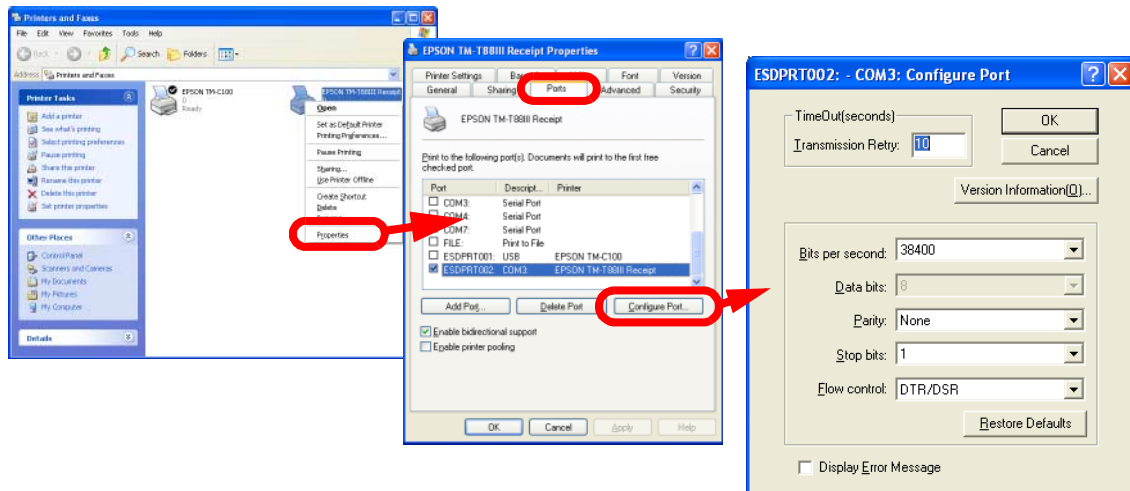 Printers and Faxes
File Edit View Favorites Tools Help
Back Search Folders
Address Printers and Faxes
Printer Tasks
Add a printer
See what's printing
Select printing preferences
Pause printing
Share this printer
Rename this printer
Delete this printer
Set printer properties
Other Places
Control Panel
Scanners and Cameras
My Documents
My Pictures
My Computer
Details
EPSON TM-C100
0
Ready
EPSON TM-T88III Receipt
Open
Set as Default Printer
Printing Preferences...
Pause Printing
Sharing...
Use Printer Offline
Create Shortcut
Delete
Properties
EPSON TM-T88III Receipt Properties
Printer Settings Font Version
General Sharing Ports Advanced Security
EPSON TM-T88III Receipt
Print to the following port(s). Documents will print to the first free
checked port.
Port Descript... Printer
COM3: Serial Port
COM4: Serial Port
COM7: Serial Port
FILE: Print to File
ESDPRT001: USB EPSON TM-C100
ESDPRT002: COM3: EPSON TM-T88III Receipt
Add Port... Delete Port Configure Port...
Enable bidirectional support
Enable printer pooling
OK Cancel Apply Help
ESDPRT002: - COM3: Configure Port
TimeOut(seconds)
Transmission Retry: 10
OK
Cancel
Version Information(O)...
Bits per second: 38400
Data bits: 8
Parity: None
Stop bits: 1
Flow control: DTR/DSR
Restore Defaults
Display Error Message